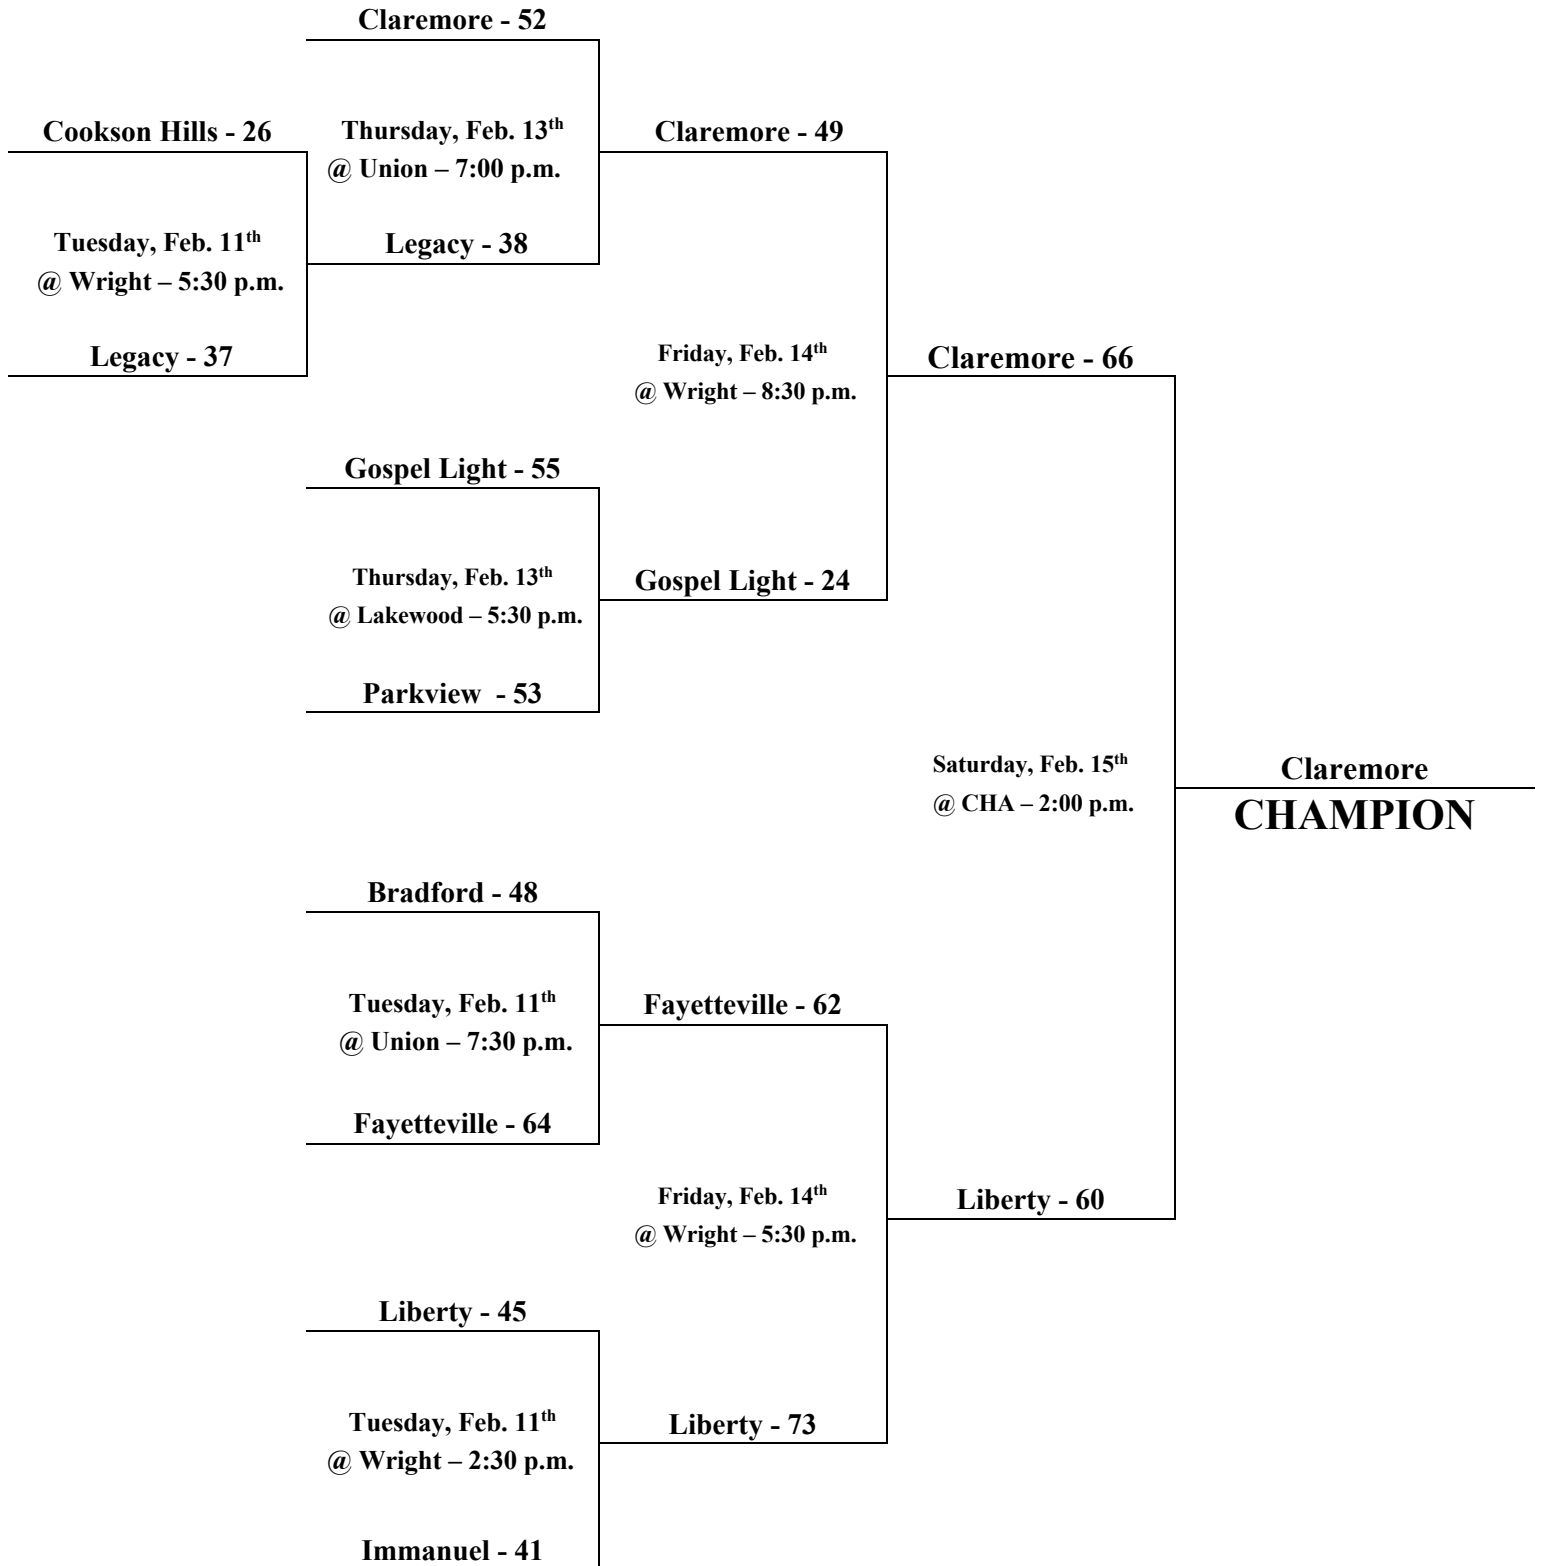 Claremore - 52
Cookson Hills - 26
Thursday, Feb. 13th
@ Union – 7:00 p.m.
Claremore - 49
Tuesday, Feb. 11th
@ Wright – 5:30 p.m.
Legacy - 38
Legacy - 37
Friday, Feb. 14th
@ Wright – 8:30 p.m.
Claremore - 66
Gospel Light - 55
Thursday, Feb. 13th
@ Lakewood – 5:30 p.m.
Gospel Light - 24
Parkview  - 53
Saturday, Feb. 15th
@ CHA – 2:00 p.m.
Claremore
CHAMPION
Bradford - 48
Tuesday, Feb. 11th
@ Union – 7:30 p.m.
Fayetteville - 62
Fayetteville - 64
Friday, Feb. 14th
@ Wright – 5:30 p.m.
Liberty - 60
Liberty - 45
Tuesday, Feb. 11th
@ Wright – 2:30 p.m.
Liberty - 73
Immanuel - 41